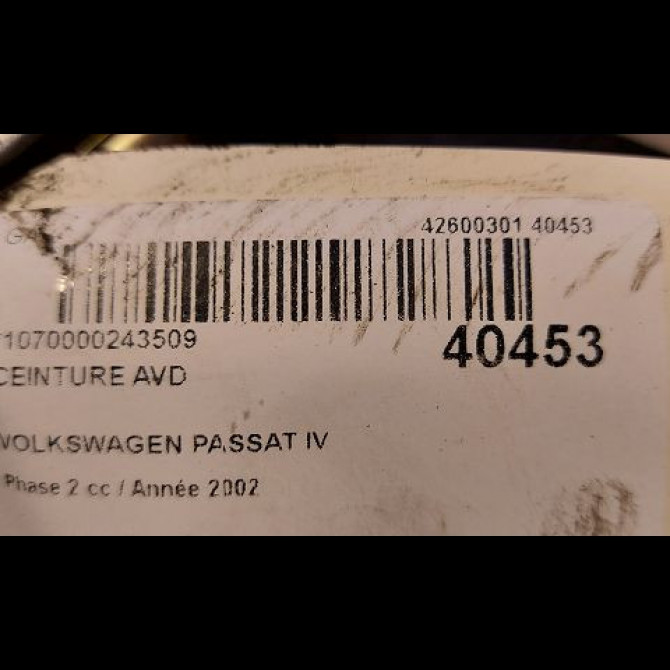 42600301 40453
1070000243509
40453
CEINTURE AVD
VOLKSWAGEN PASSAT IV
Phase 2 cc / Année 2002